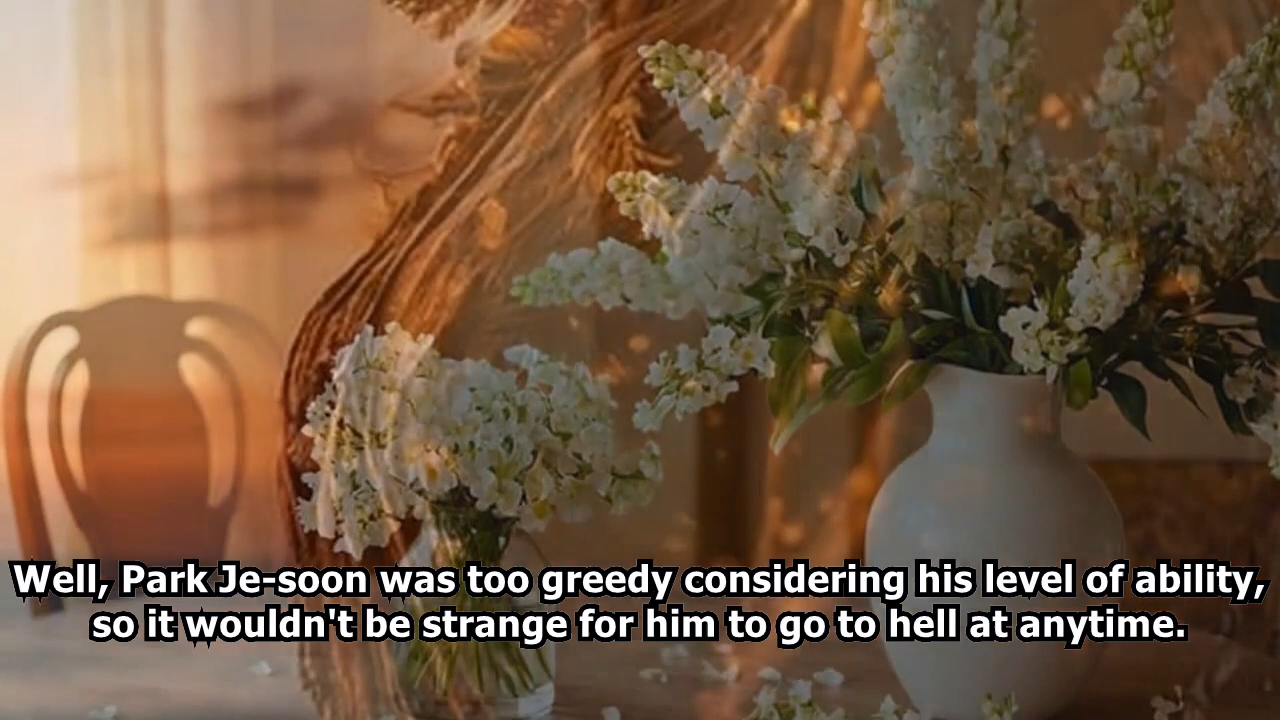 Well, Park Je-soon was too greedy considering his level of ability,
so it wouldn't be strange for him to go to hell at anytime.